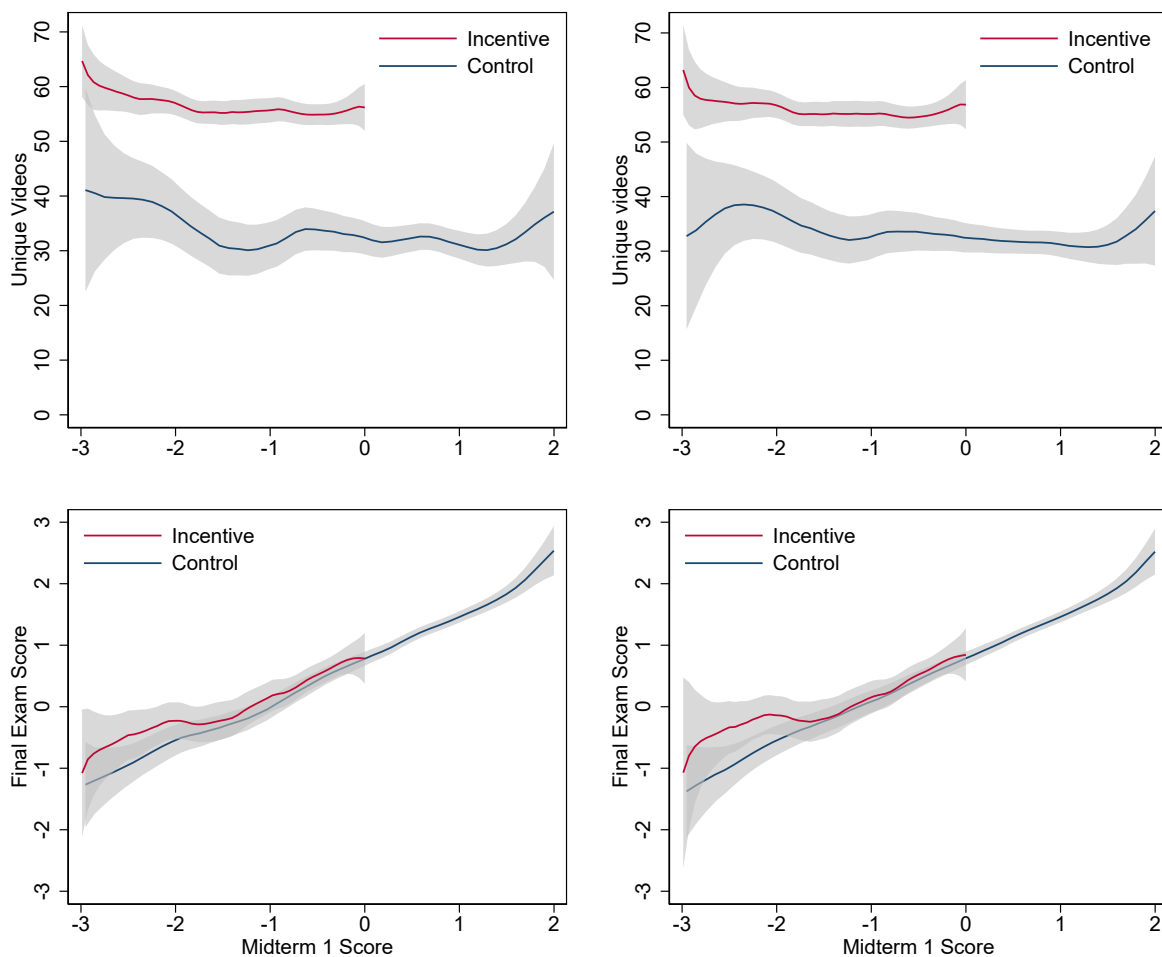 Unique Videos
70
60
50
40
30
20
10
0
Incentive
Control
-3 -2 -1 0 1 2
Unique videos
70
60
50
40
30
20
10
0
Incentive
Control
-3 -2 -1 0 1 2
Final Exam Score
3
2
1
0
-1
-2
-3
Incentive
Control
-3 -2 -1 0 1 2
Midterm 1 Score
Final Exam Score
3
2
1
0
-1
-2
-3
Incentive
Control
-3 -2 -1 0 1 2
Midterm 1 Score